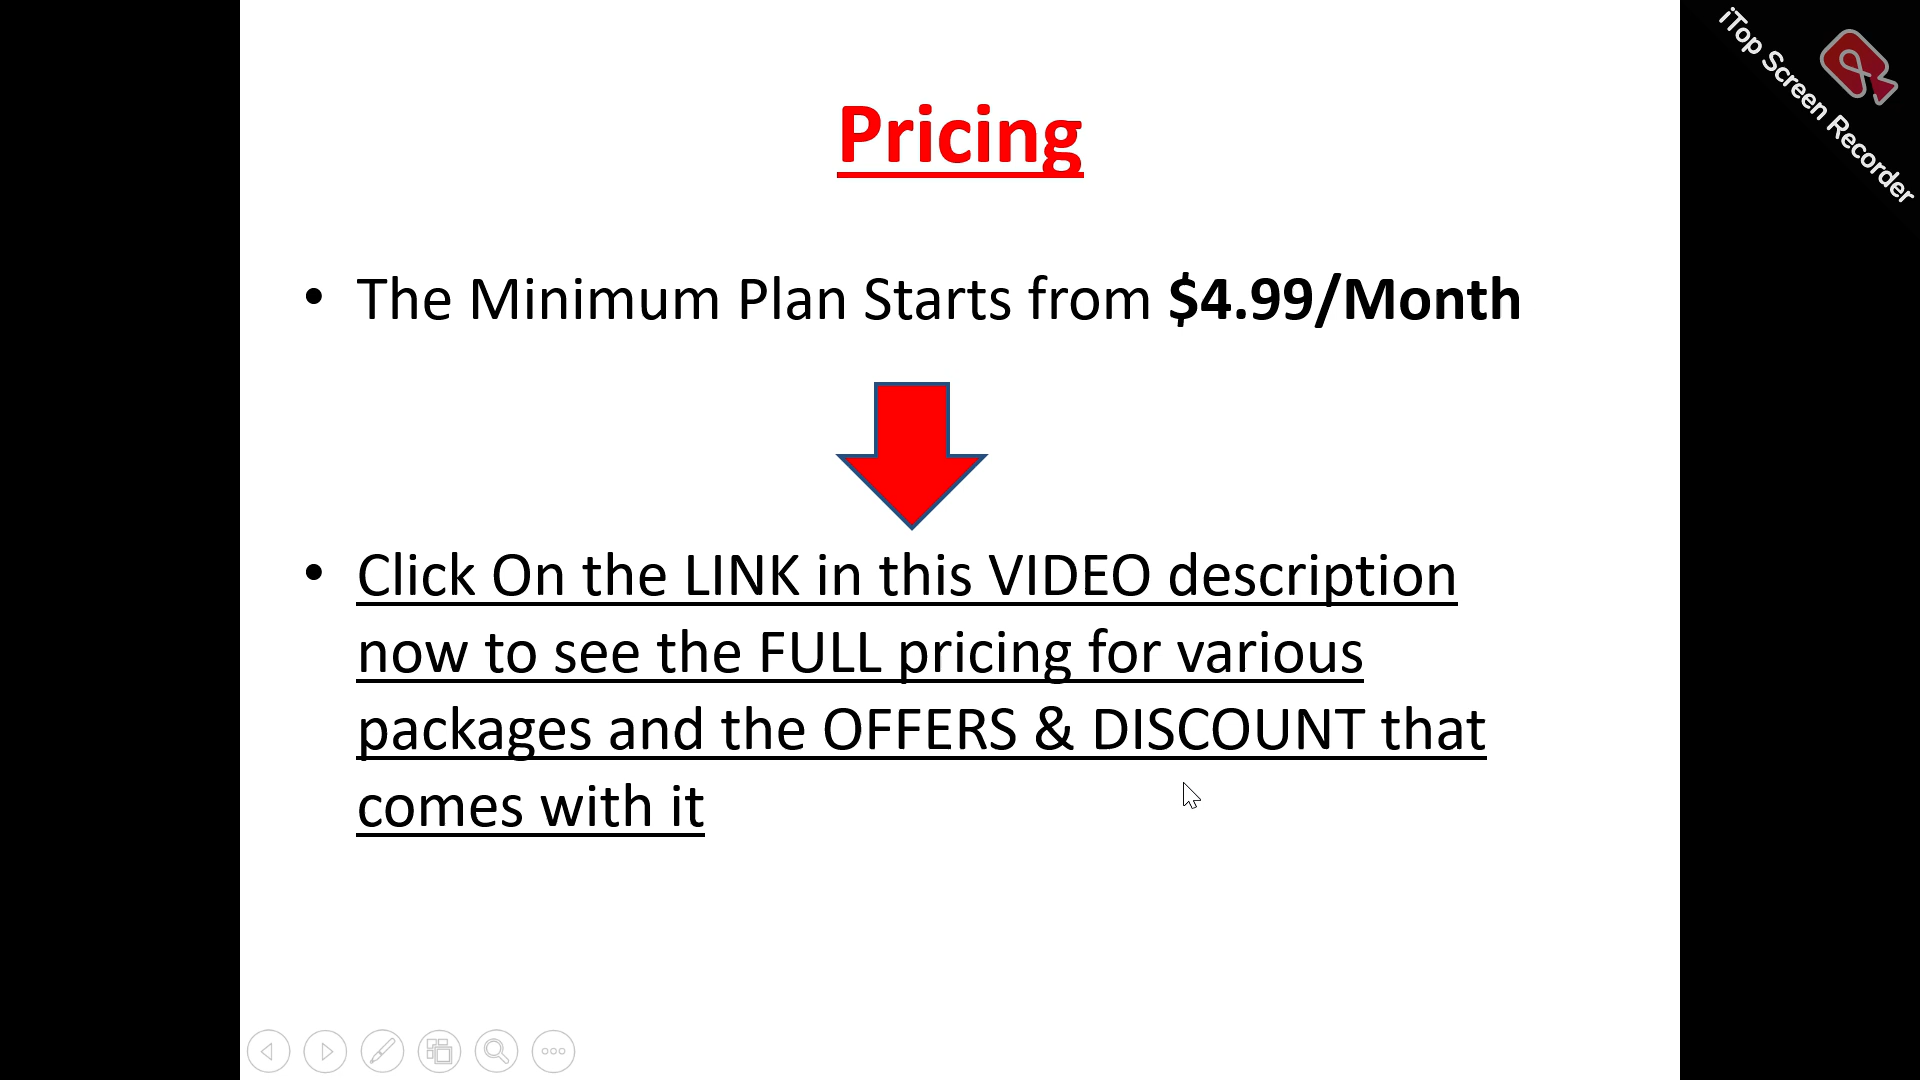 iTop Screen Recorder
Pricing
• The Minimum Plan Starts from $4.99/Month
• Click On the LINK in this VIDEO description
now to see the FULL pricing for various
packages and the OFFERS & DISCOUNT that
comes with it